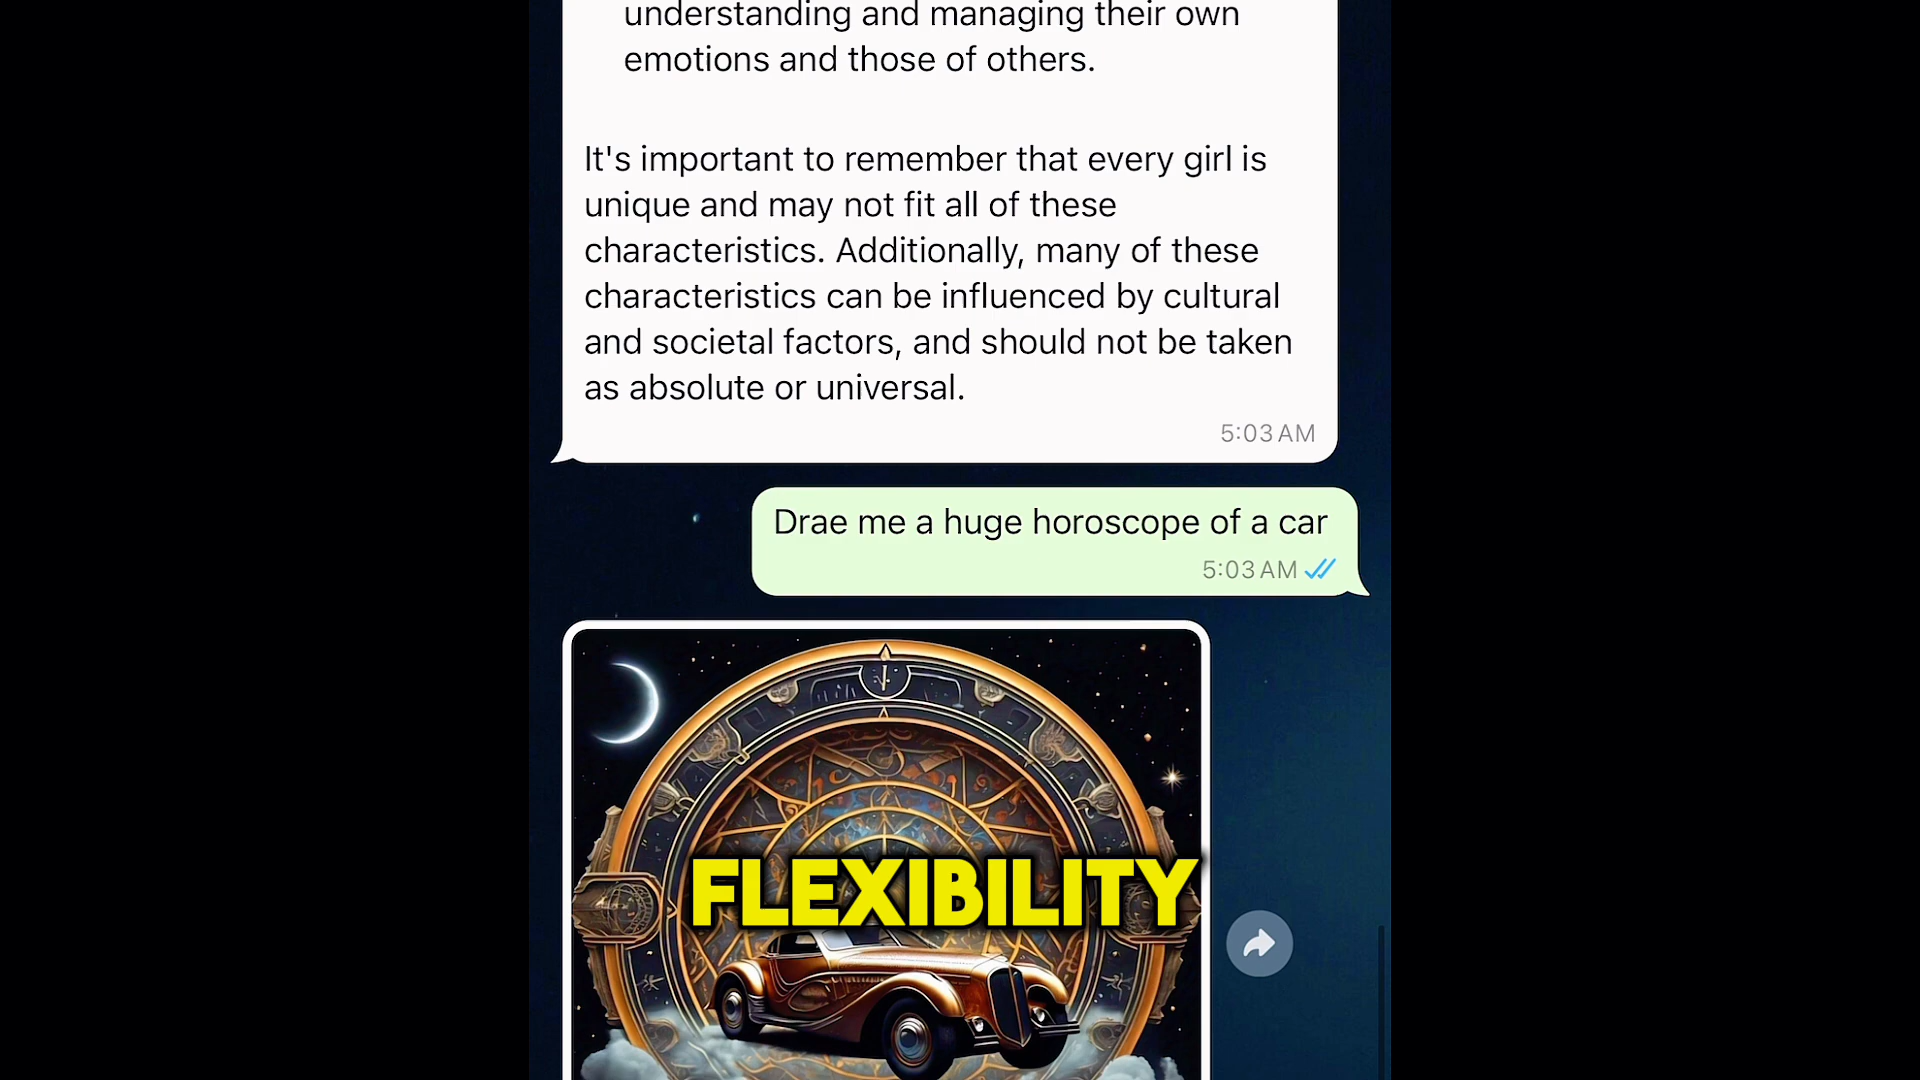 understanding and managing their own
emotions and those of others.
It's important to remember that every girl is
unique and may not fit all of these
characteristics. Additionally, many of these
characteristics can be influenced by cultural
and societal factors, and should not be taken
as absolute or universal.
5:03 AM
Drae me a huge horoscope of a car
5:03 AM
FLEXIBILITY